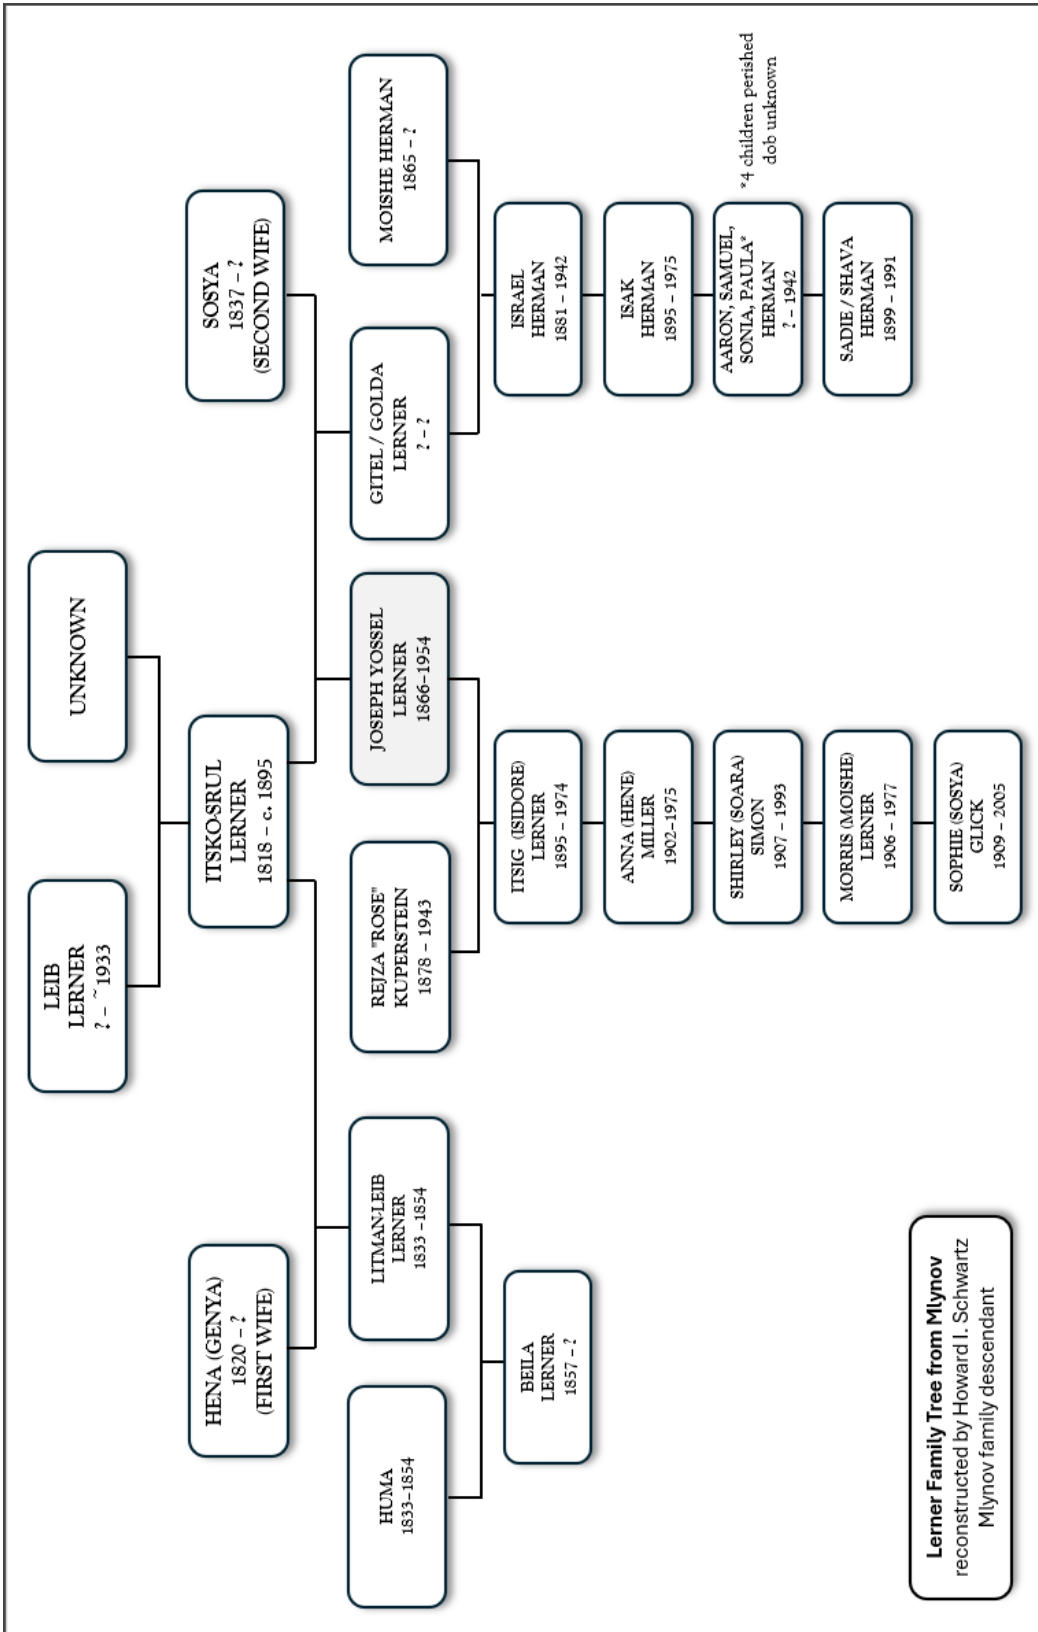 LEIB
LERNER
? – ~1933
UNKNOWN
HENA (GENYA)
1820 – ?
(FIRST WIFE)
ITSKO-SRUL
LERNER
1818 – c. 1895
SOSYA
1837 – ?
(SECOND WIFE)
HUMA
1833–1854
LITMAN-LEIB
LERNER
1833 –1854
REJZA "ROSE"
KUPERSTEIN
1878 – 1943
JOSEPH YOSSEL
LERNER
1866–1954
GITEL / GOLDA
LERNER
? – ?
MOISHE HERMAN
1865 – ?
BEILA
LERNER
1857 – ?
ITSIG (ISIDORE)
LERNER
1895 – 1974
ANNA (HENE)
MILLER
1902–1975
SHIRLEY (SOARA)
SIMON
1907 – 1993
MORRIS (MOISHE)
LERNER
1906 – 1977
SOPHIE (SOSYA)
GLICK
1909 – 2005
ISRAEL
HERMAN
1881 – 1942
ISAK
HERMAN
1895 – 1975
AARON, SAMUEL,
SONIA, PAULA*
HERMAN
? – 1942
*4 children perished
dob unknown
SADIE / SHAVA
HERMAN
1899 – 1991
Lerner Family Tree from Mlynov
reconstructed by Howard I. Schwartz
Mlynov family descendant